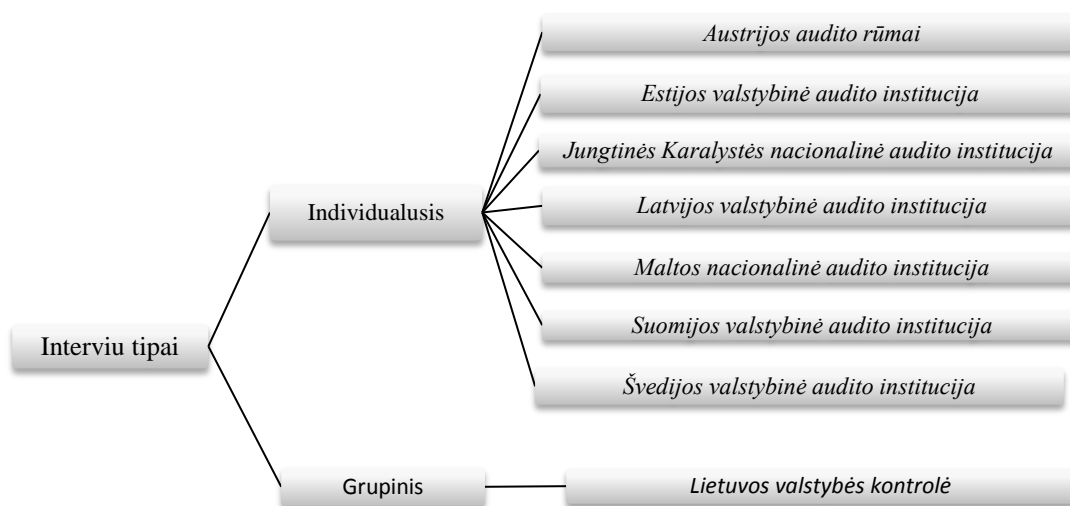 Austrijos audito rūmai
Estijos valstybinė audito institucija
Jungtinės Karalystės nacionalinė audito institucija
Individualusis
Latvijos valstybinė audito institucija
Maltos nacionalinė audito institucija
Suomijos valstybinė audito institucija
Interviu tipai
Švedijos valstybinė audito institucija
Grupinis
Lietuvos valstybės kontrolė